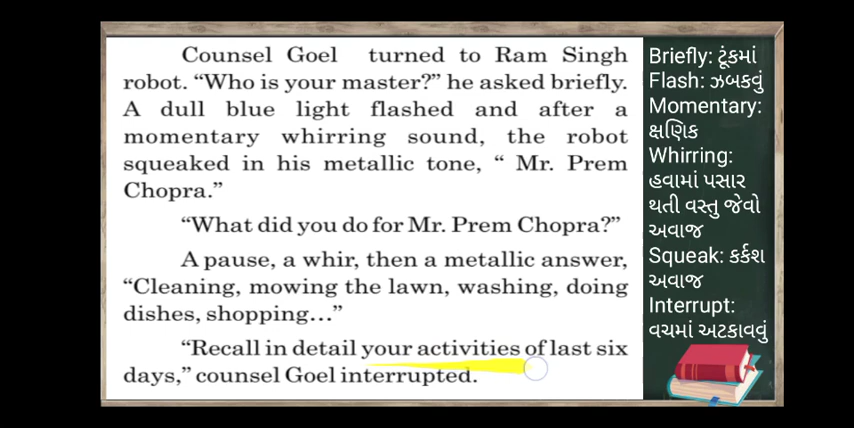 Counsel Goel turned to Ram Singh
robot. “Who is your master?” he asked briefly.
A dull blue light flashed and after a
momentary whirring sound, the robot
squeaked in his metallic tone, “ Mr. Prem
Chopra.”
“What did you do for Mr. Prem Chopra?”
A pause, a whir, then a metallic answer,
“Cleaning, mowing the lawn, washing, doing
dishes, shopping...”
“Recall in detail your activities of last six
days,” counsel Goel interrupted.
Briefly: ટૂંકમાં
Flash: ઝબકવું
Momentary:
ક્ષણિક
Whirring:
હવામાં પસાર
થતી વસ્તુ જેવો
અવાજ
Squeak: કર્કશ
અવાજ
Interrupt:
વચમાં અટકાવવું